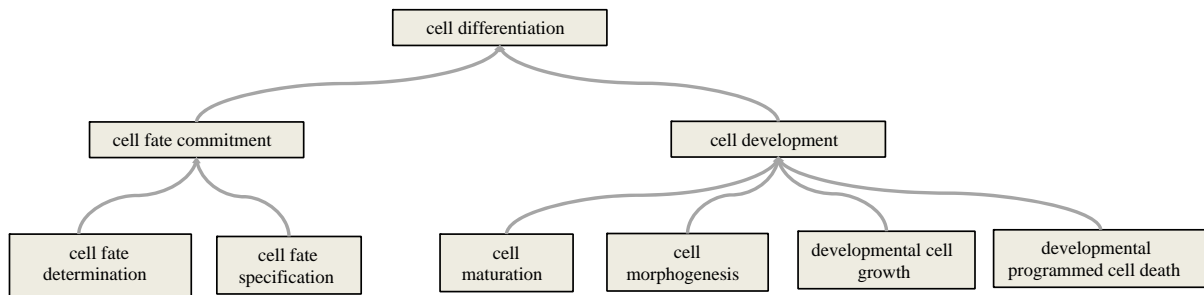 cell differentiation
cell fate commitment
cell development
cell fate
determination
cell fate
specification
cell
maturation
cell
morphogenesis
developmental cell
growth
developmental
programmed cell death